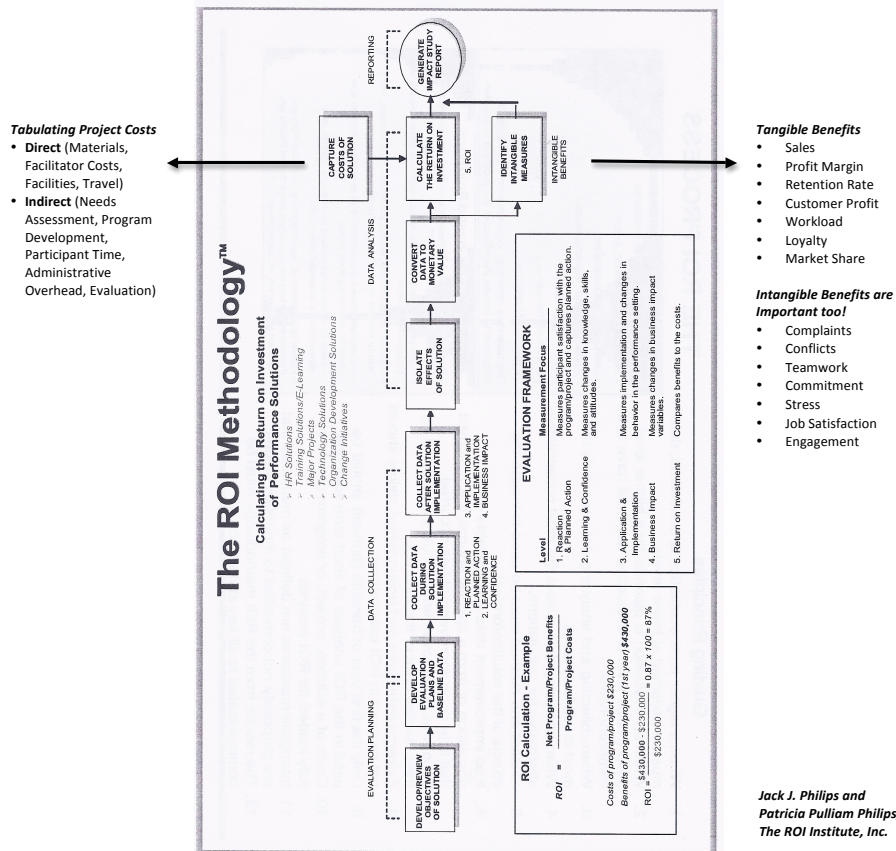 Tabulating Project Costs
• Direct (Materials,
Facilitator Costs,
Facilities, Travel)
• Indirect (Needs
Assessment, Program
Development,
Participant Time,
Administrative
Overhead, Evaluation)
The ROI Methodology™
Calculating the Return on Investment
of Performance Solutions
HR Solutions
Training Solutions/E-Learning
Major Projects
Technology Solutions
Organization Development Solutions
Change Initiatives
EVALUATION PLANNING
DATA COLLLECTION
DATA ANALYSIS
REPORTING
DEVELOP/REVIEW
OBJECTIVES
OF SOLUTION
DEVELOP
EVALUATION
PLANS AND
BASELINE DATA
COLLECT DATA
DURING
SOLUTION
IMPLEMENTATION
1. REACTION and
PLANNED ACTION
2. LEARNING and
CONFIDENCE
COLLECT DATA
AFTER SOLUTION
IMPLEMENTATION
3. APPLICATION and
IMPLEMENTATION
4. BUSINESS IMPACT
ISOLATE
EFFECTS
OF SOLUTION
CONVERT
DATA TO
MONETARY
VALUE
CAPTURE
COSTS OF
SOLUTION
CALCULATE
THE RETURN ON
INVESTMENT
5. ROI
IDENTIFY
INTANGIBLE
MEASURES
INTANGIBLE
BENEFITS
GENERATE
IMPACT STUDY
REPORT
ROI Calculation - Example
ROI = Net Program/Project Benefits
Program/Project Costs
Costs of program/project $230,000
Benefits of program/project (1st year) $430,000
ROI = $430,000 - $230,000 = 0.87 x 100 = 87%
$230,000
EVALUATION FRAMEWORK
Level Measurement Focus
1. Reaction Measures participant satisfaction with the
& Planned Action program/project and captures planned action.
2. Learning & Confidence Measures changes in knowledge, skills,
and attitudes.
3. Application & Measures implementation and changes in
Implementation behavior in the performance setting.
4. Business Impact Measures changes in business impact
variables.
5. Return on Investment Compares benefits to the costs.
Tangible Benefits
• Sales
• Profit Margin
• Retention Rate
• Customer Profit
• Workload
• Loyalty
• Market Share
Intangible Benefits are
Important too!
• Complaints
• Conflicts
• Teamwork
• Commitment
• Stress
• Job Satisfaction
• Engagement
Jack J. Philips and
Patricia Pulliam Philips
The ROI Institute, Inc.